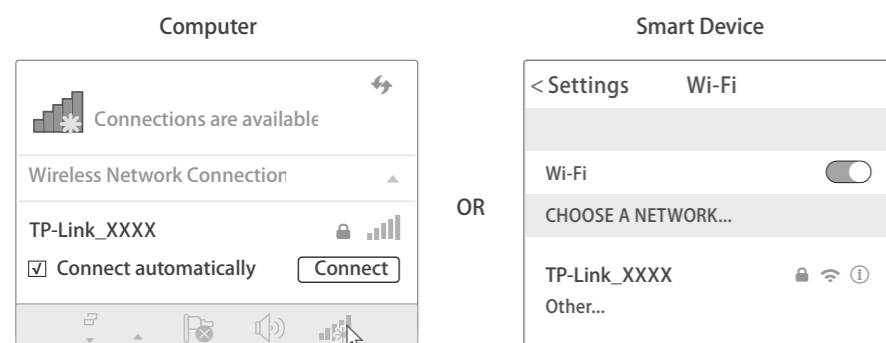 Computer
Connections are available
Wireless Network Connection
TP-Link_XXXX
Connect automatically Connect
OR
Smart Device
< Settings Wi-Fi
Wi-Fi
CHOOSE A NETWORK...
TP-Link_XXXX
Other...